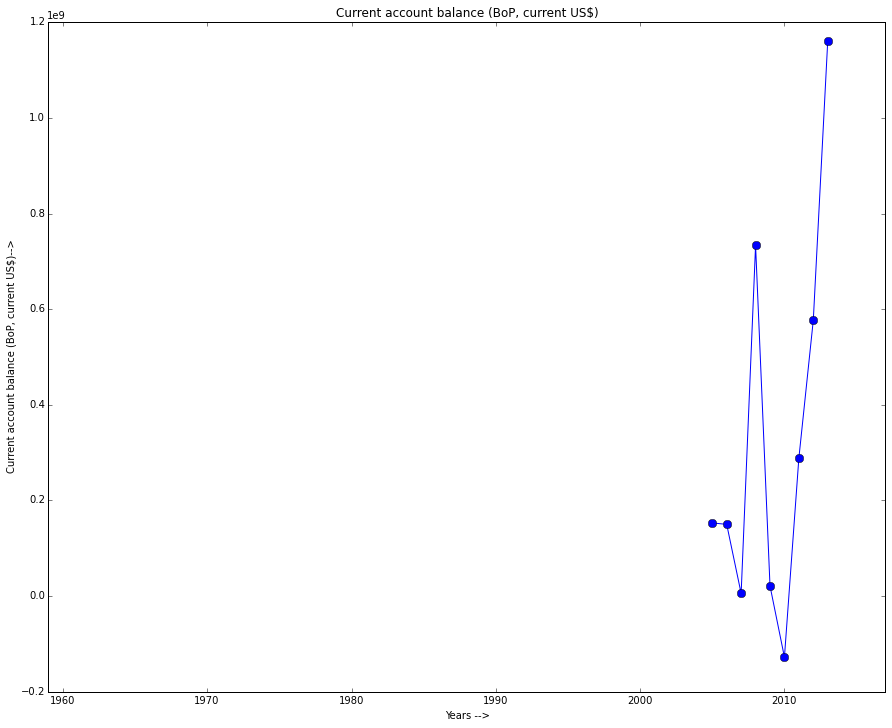 Current account balance (BoP, current US$)
1e9
1.2
1.0
0.8
0.6
0.4
0.2
0.0
−0.2
Current account balance (BoP, current US$)-->
1960 1970 1980 1990 2000 2010
Years -->